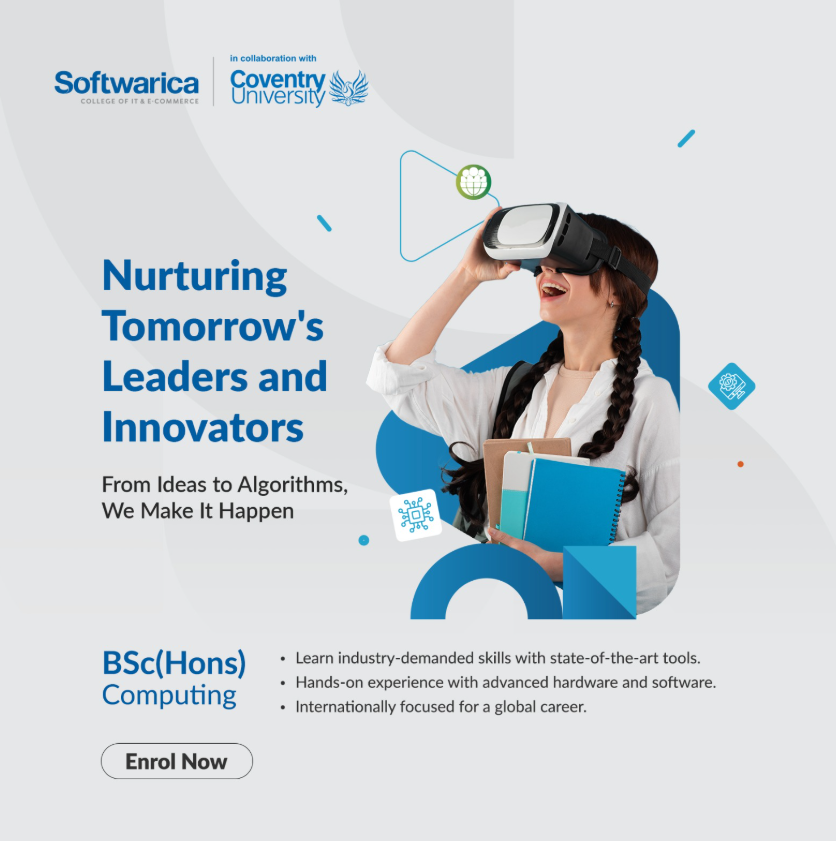 Softwarica
COLLEGE OF IT & E-COMMERCE
in collaboration with
Coventry
University
Nurturing
Tomorrow's
Leaders and
Innovators
From Ideas to Algorithms,
We Make It Happen
BSc(Hons)
Computing
• Learn industry-demanded skills with state-of-the-art tools.
• Hands-on experience with advanced hardware and software.
• Internationally focused for a global career.
Enrol Now